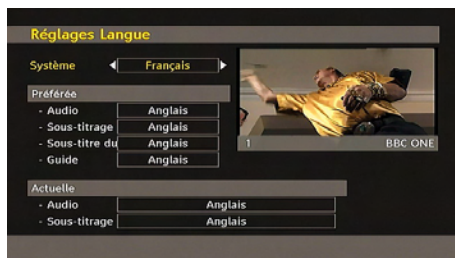 Réglages Langue
Système Français
Préférée
- Audio Anglais
- Sous-titrage Anglais
- Sous-titre du Anglais
- Guide Anglais
1 BBC ONE
Actuelle
- Audio Anglais
- Sous-titrage Anglais